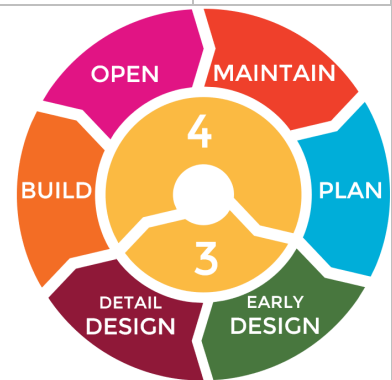 OPEN
MAINTAIN
4
BUILD
PLAN
3
DETAIL
DESIGN
EARLY
DESIGN